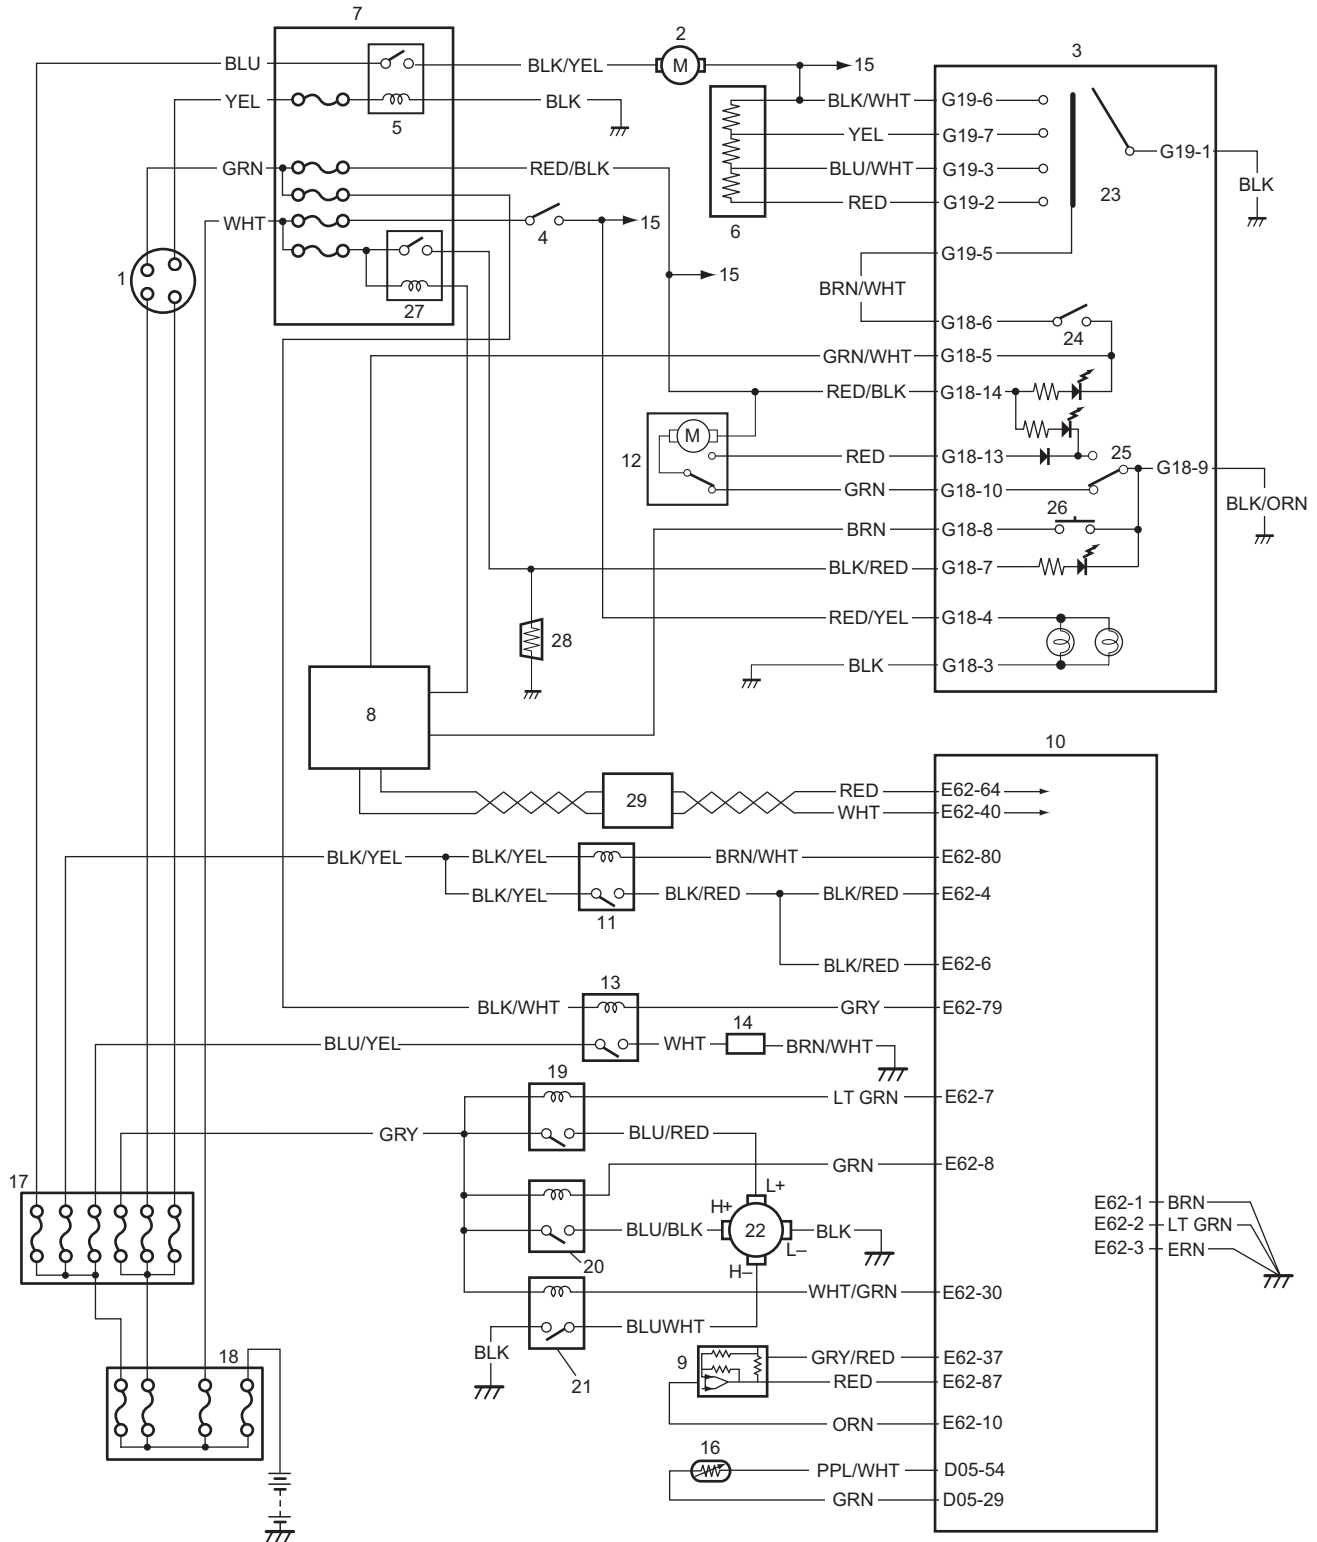 7
2
3
BLU
BLK/YEL
M
15
YEL
BLK
BLK/WHT
G19-6
5
YEL
G19-7
G19-1
GRN
RED/BLK
BLU/WHT
G19-3
BLK
23
RED
G19-2
WHT
4
15
6
G19-5
1
15
BRN/WHT
27
G18-6
24
GRN/WHT
G18-5
RED/BLK
G18-14
M
12
RED
G18-13
25
G18-9
GRN
G18-10
BLK/ORN
26
BRN
G18-8
BLK/RED
G18-7
28
RED/YEL
G18-4
BLK
G18-3
8
10
29
RED
E62-64
WHT
E62-40
BLK/YEL
BLK/YEL
BRN/WHT
E62-80
BLK/YEL
BLK/RED
BLK/RED
E62-4
11
BLK/RED
E62-6
13
BLK/WHT
GRY
E62-79
14
BLU/YEL
WHT
BRN/WHT
19
LT GRN
E62-7
GRY
BLU/RED
GRN
E62-8
17
L+
H+
E62-1
BRN
BLU/BLK
22
BLK
E62-2
LT GRN
L–
E62-3
ERN
20
H–
WHT/GRN
E62-30
BLUWHT
BLK
18
9
GRY/RED
E62-37
21
RED
E62-87
ORN
E62-10
16
PPL/WHT
D05-54
GRN
D05-29